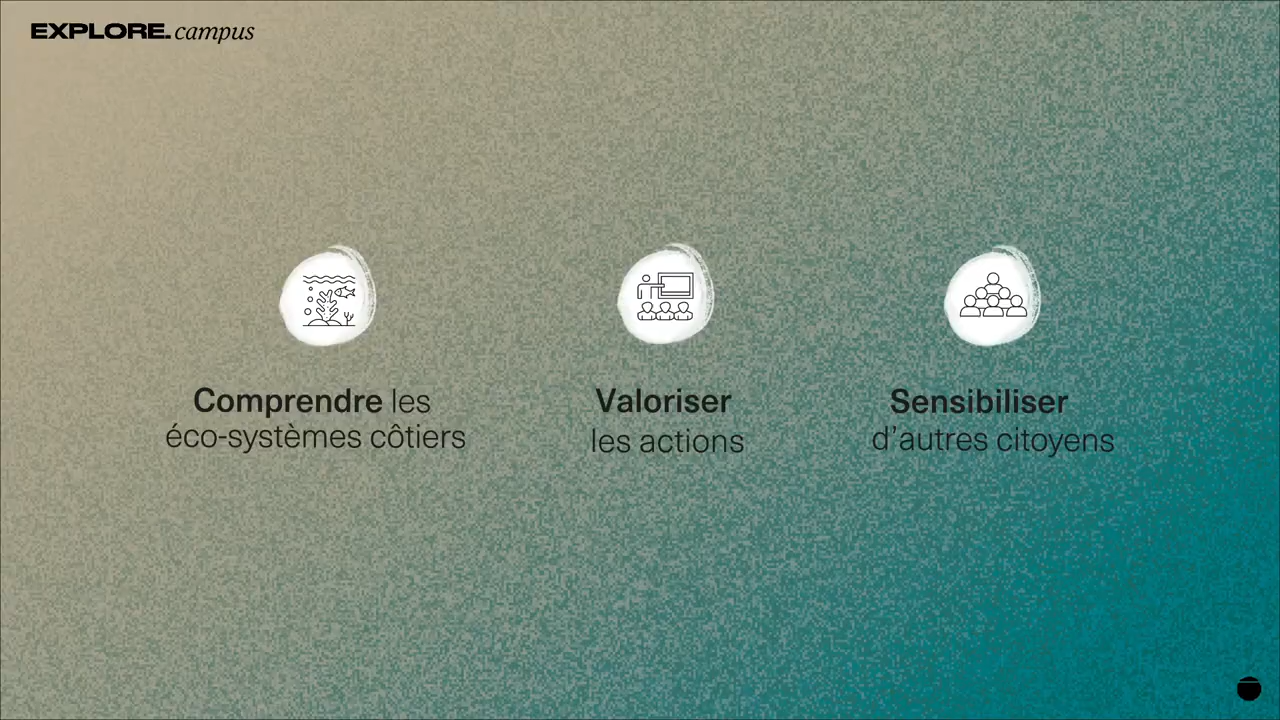 EXPLORE.campus
Comprendre les
éco-systèmes côtiers
Valoriser
les actions
Sensibiliser
d'autres citoyens